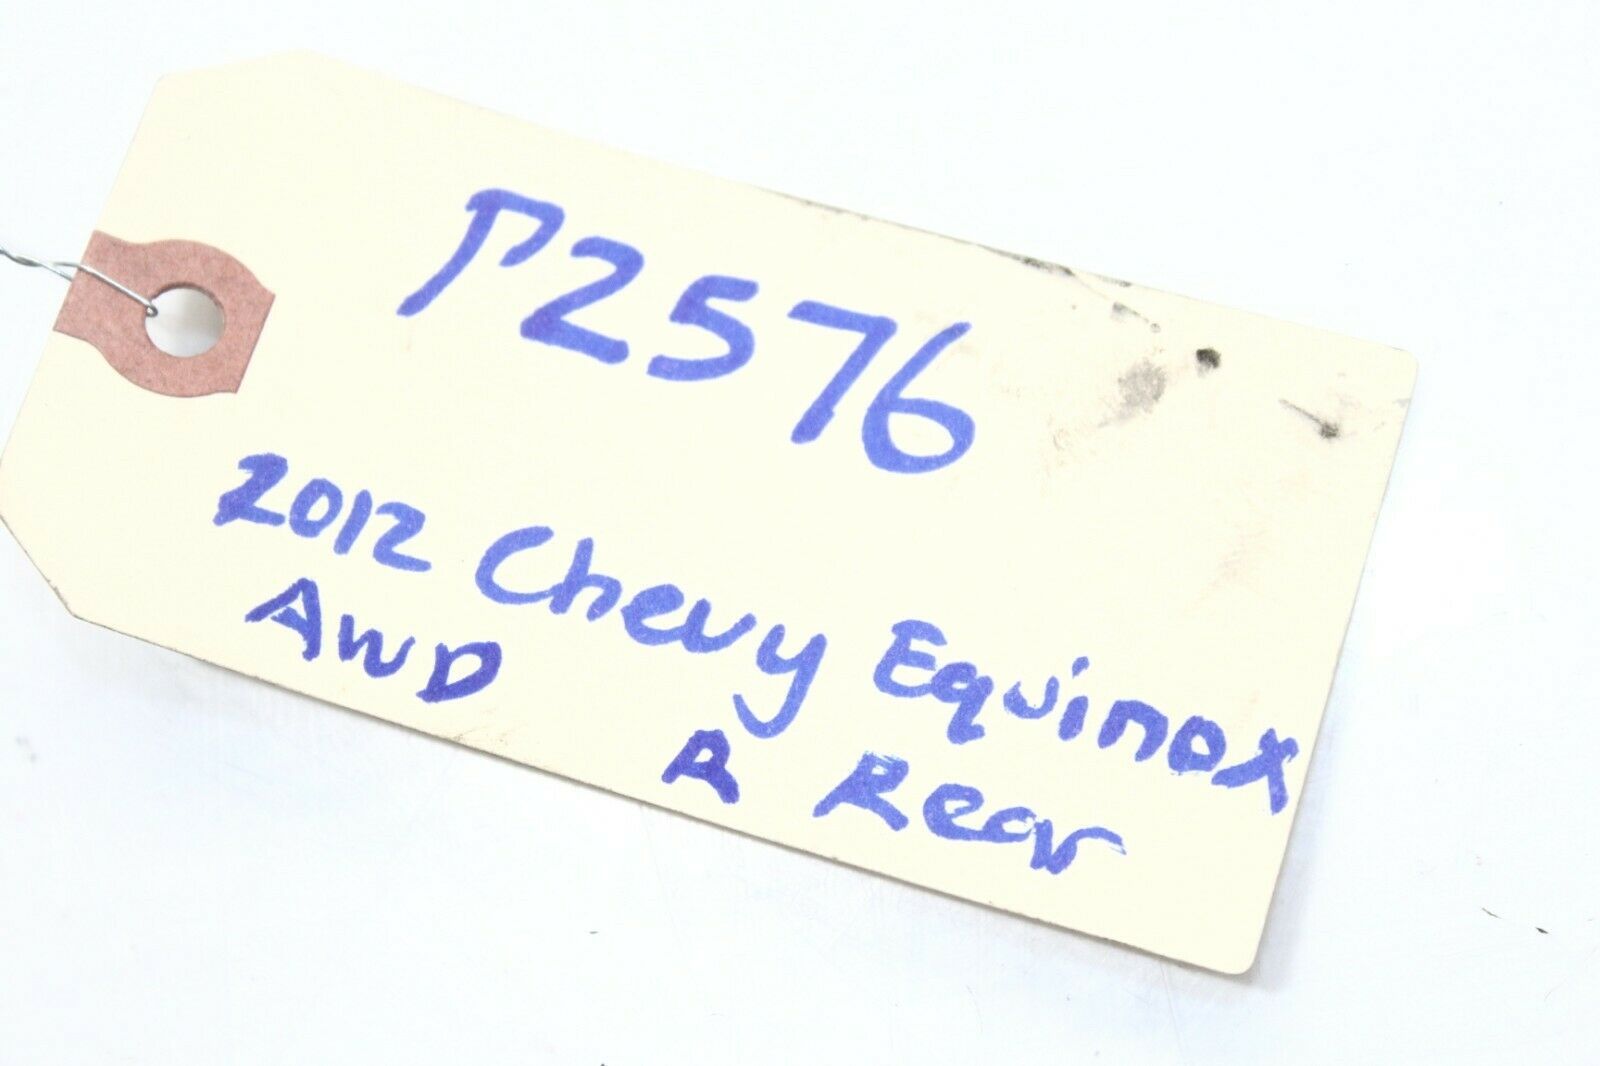 P2576
2012 Chevy Equinox
AWD
R Rear